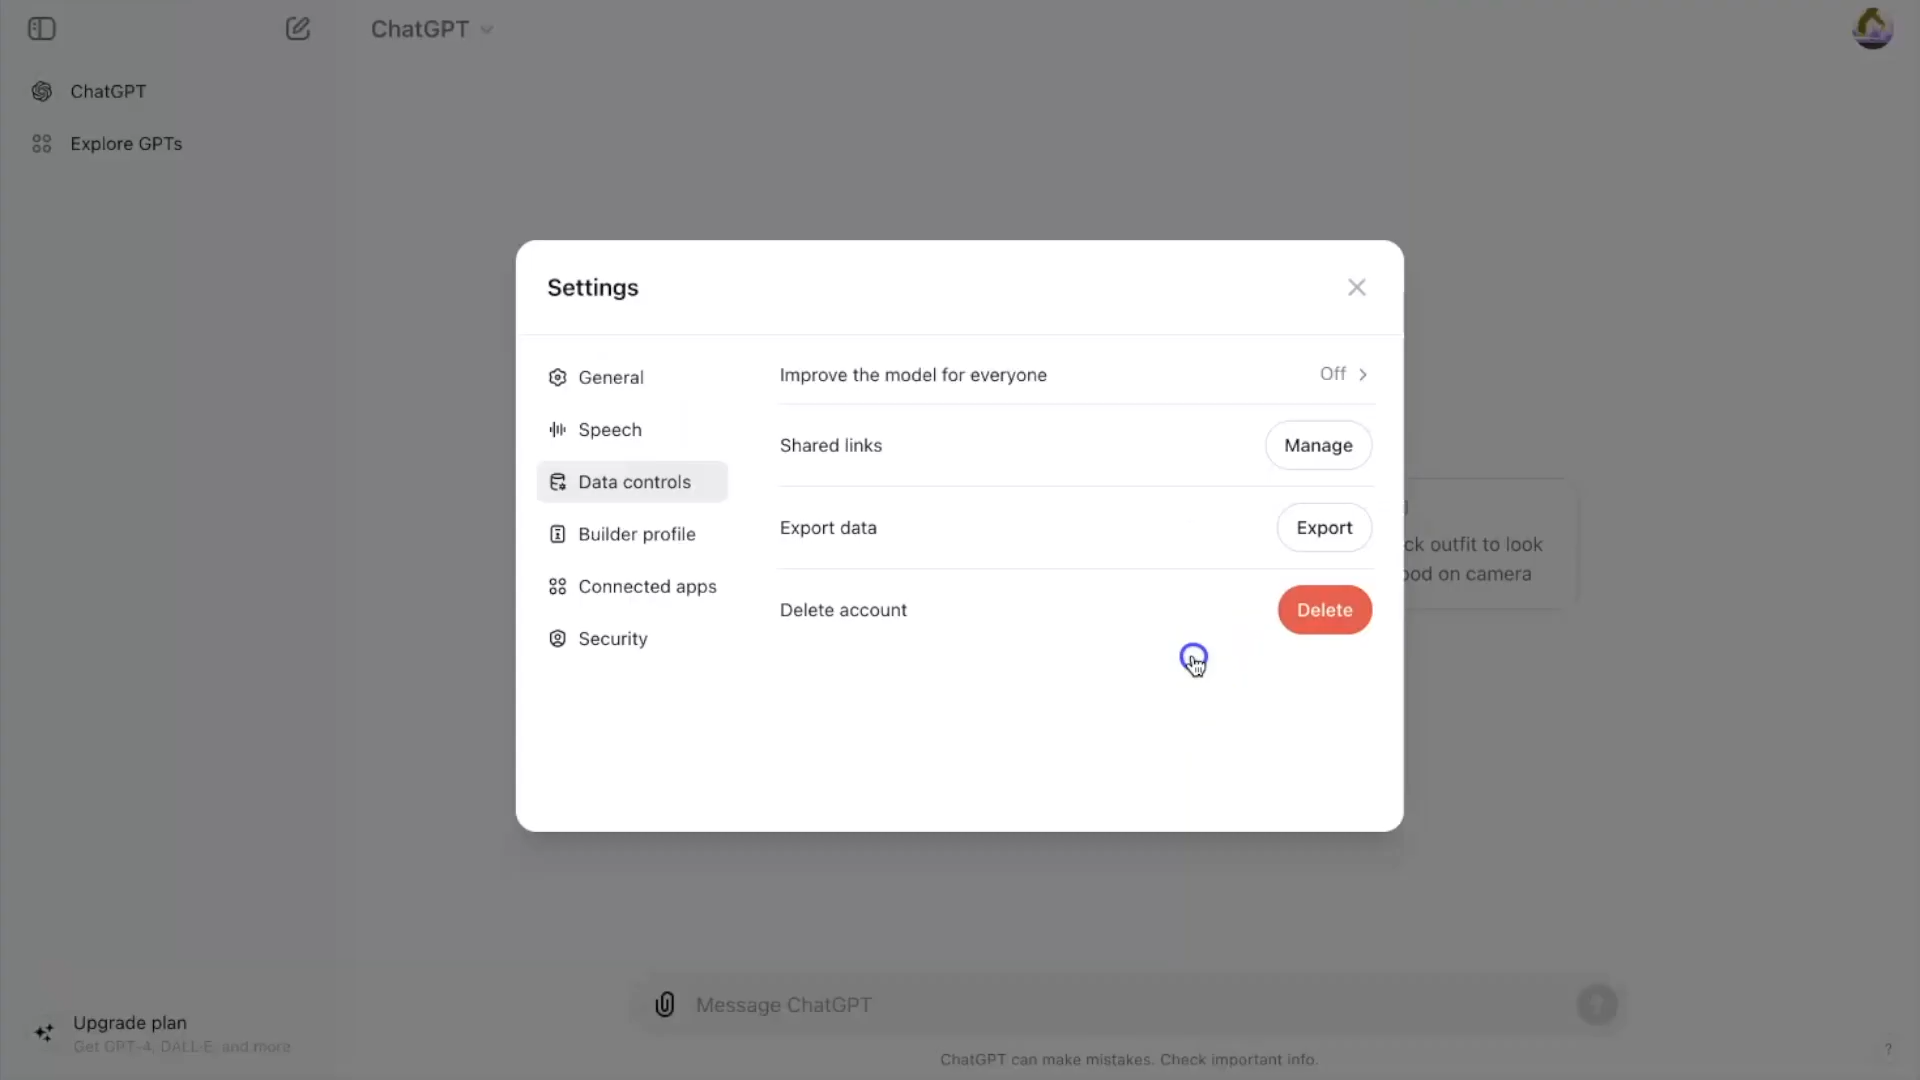 ChatGPT
ChatGPT
Explore GPTs
Settings
General
Speech
Data controls
Builder profile
Connected apps
Security
Improve the model for everyone
Off
Shared links
Manage
Export data
Export
Delete account
Delete
outfit to look
on camera
Upgrade plan
Get GPT-4, DALL·E, and more
Message ChatGPT
ChatGPT can make mistakes. Check important info.
?